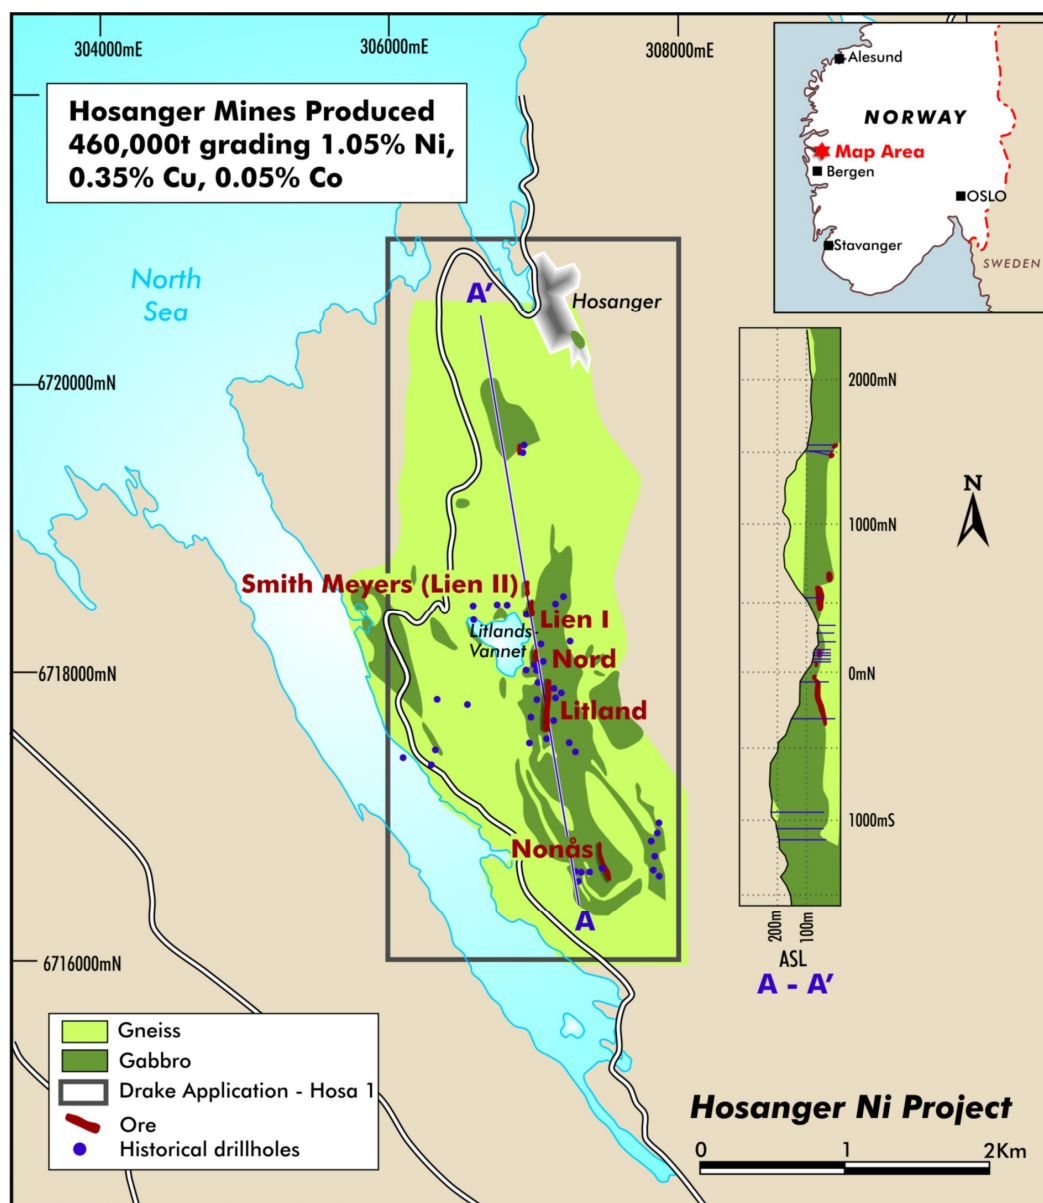 304000mE
306000mE
308000mE
Hosanger Mines Produced
460,000t grading 1.05% Ni,
0.35% Cu, 0.05% Co
Alesund
NORWAY
Map Area
Bergen
OSLO
Stavanger
SWEDEN
North
Sea
A'
Hosanger
6720000mN
2000mN
1000mN
N
Smith Meyers (Lien II)
Lien I
Litlands-
Vannet
Nord
6718000mN
0mN
Litland
1000mS
Nonås
A
200m
100m
ASL
A - A'
6716000mN
Gneiss
Gabbro
Drake Application - Hosa 1
Ore
Historical drillholes
Hosanger Ni Project
0 1 2Km